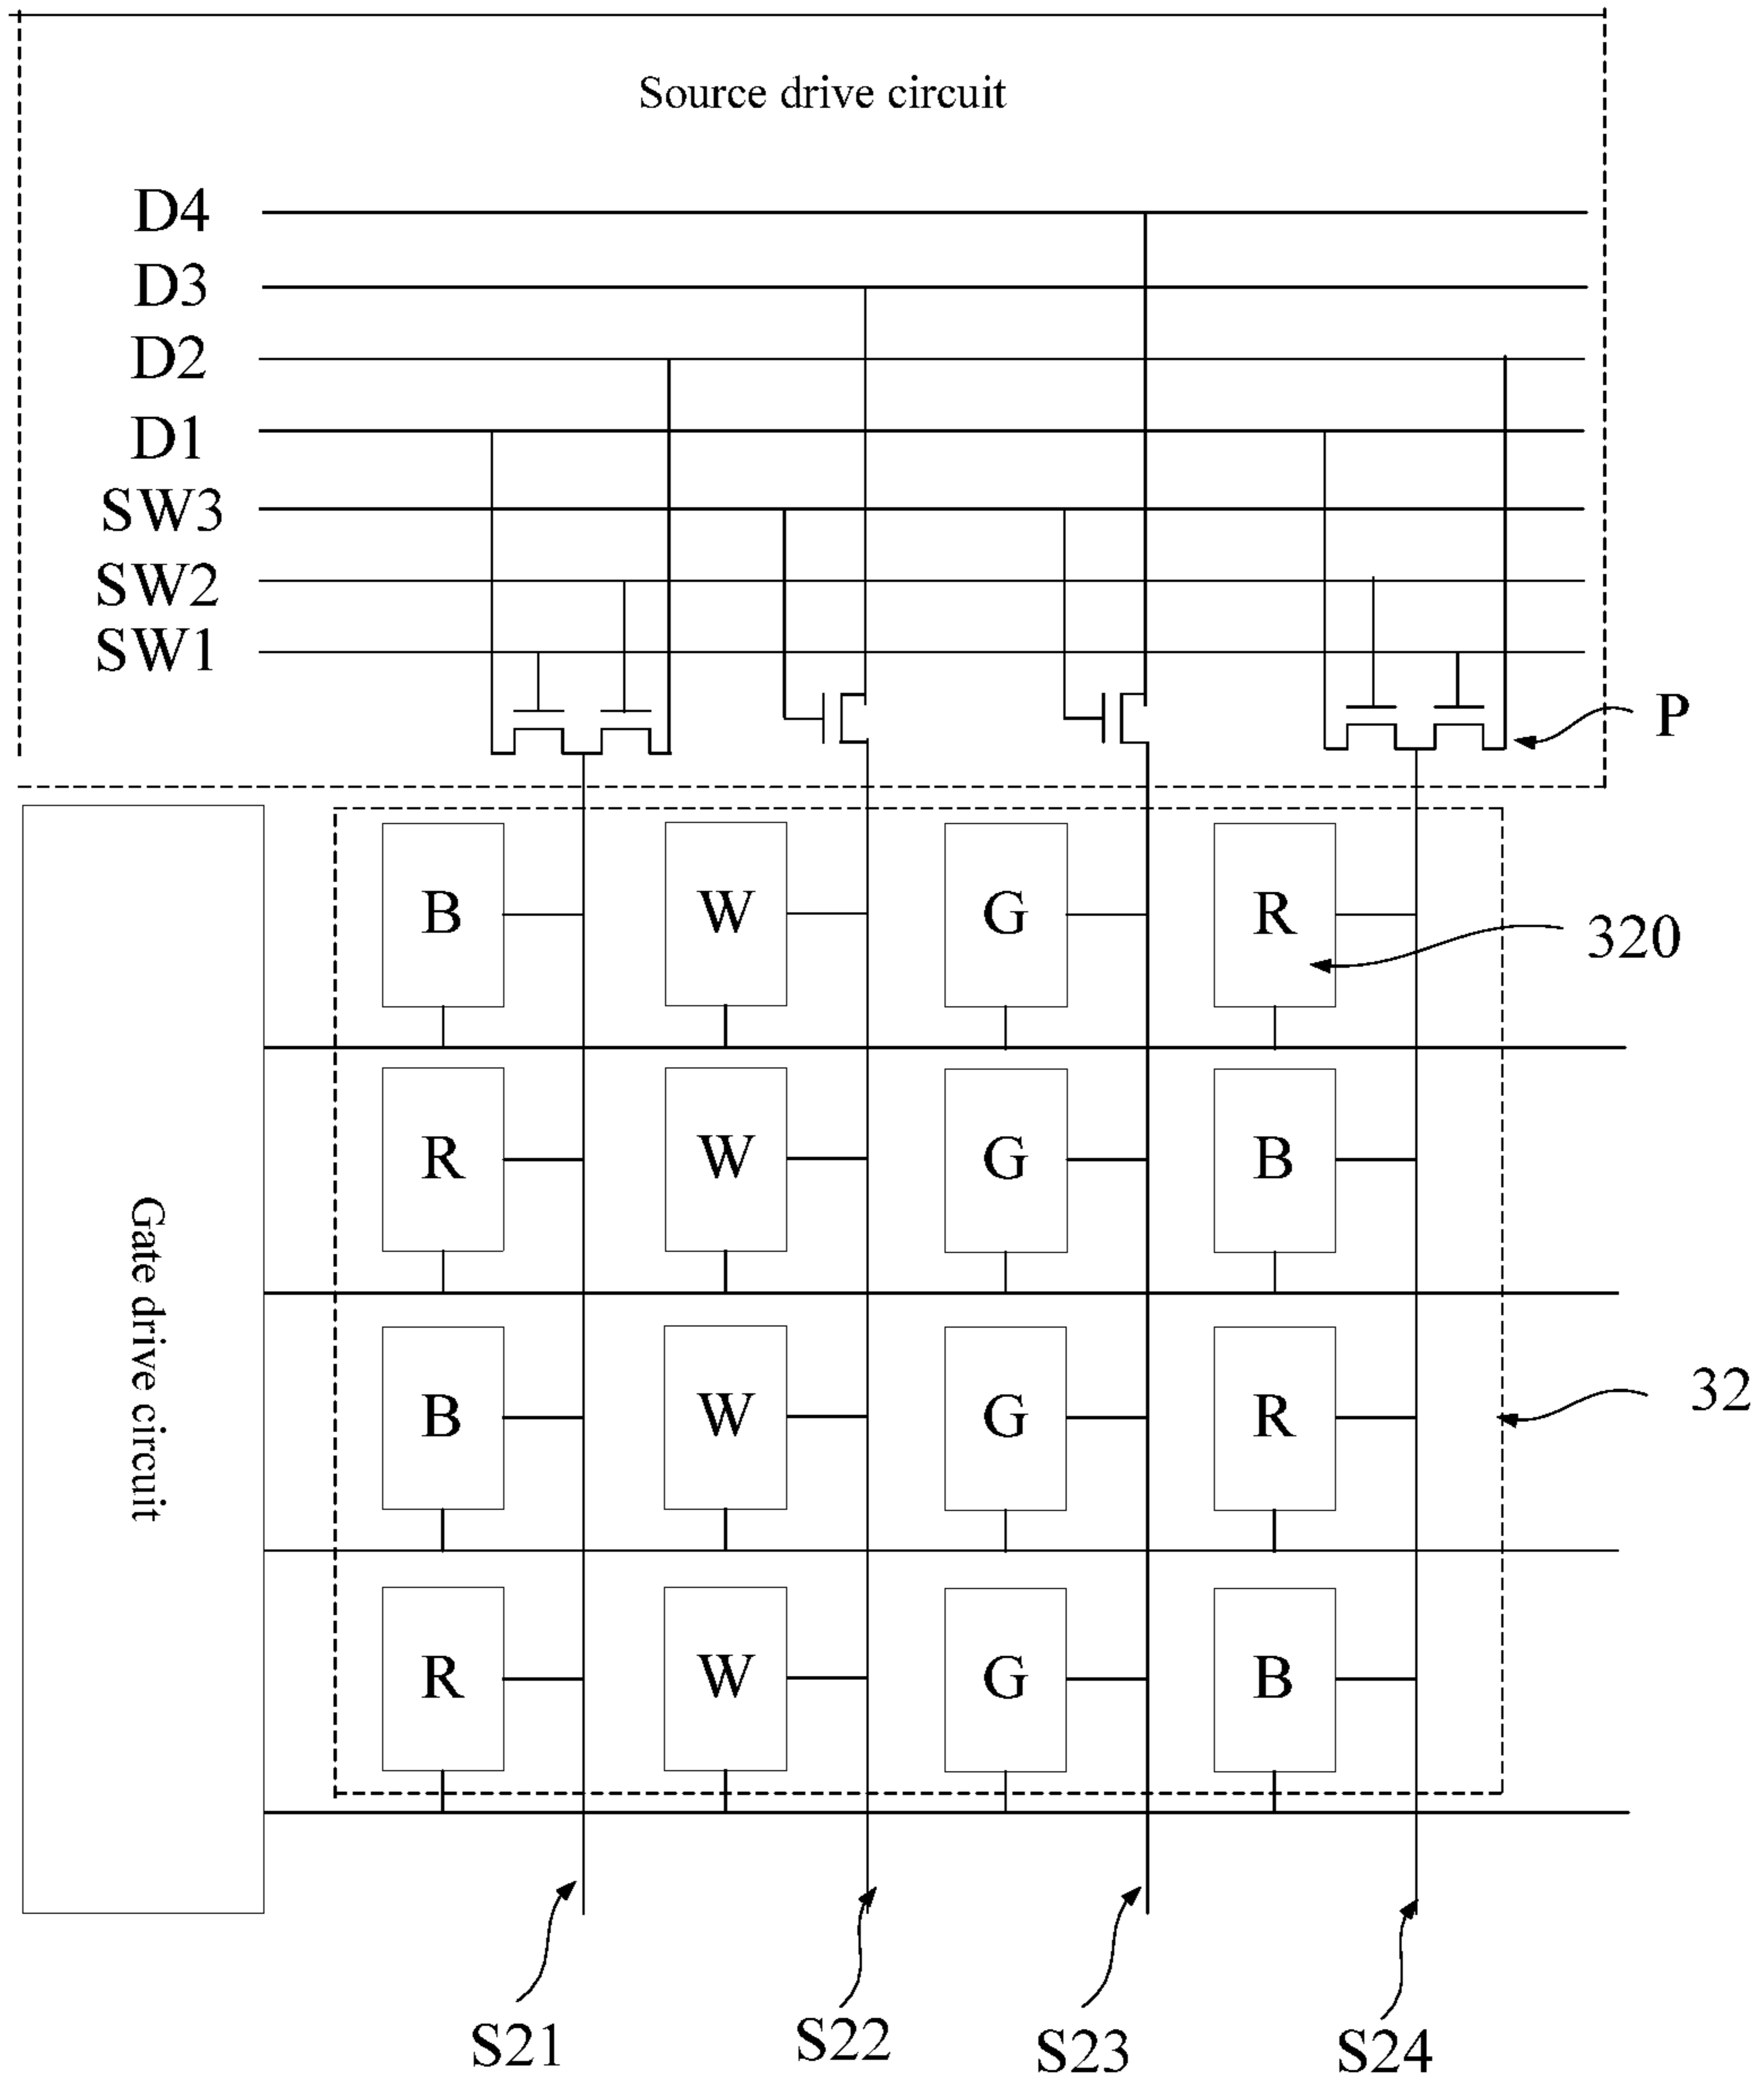 Source drive circuit
D4
D3
D2
D1
SW3
SW2
SW1
P
B W G R
320
R W G B
Gate drive circuit
B W G R
32
R W G B
S21 S22 S23 S24